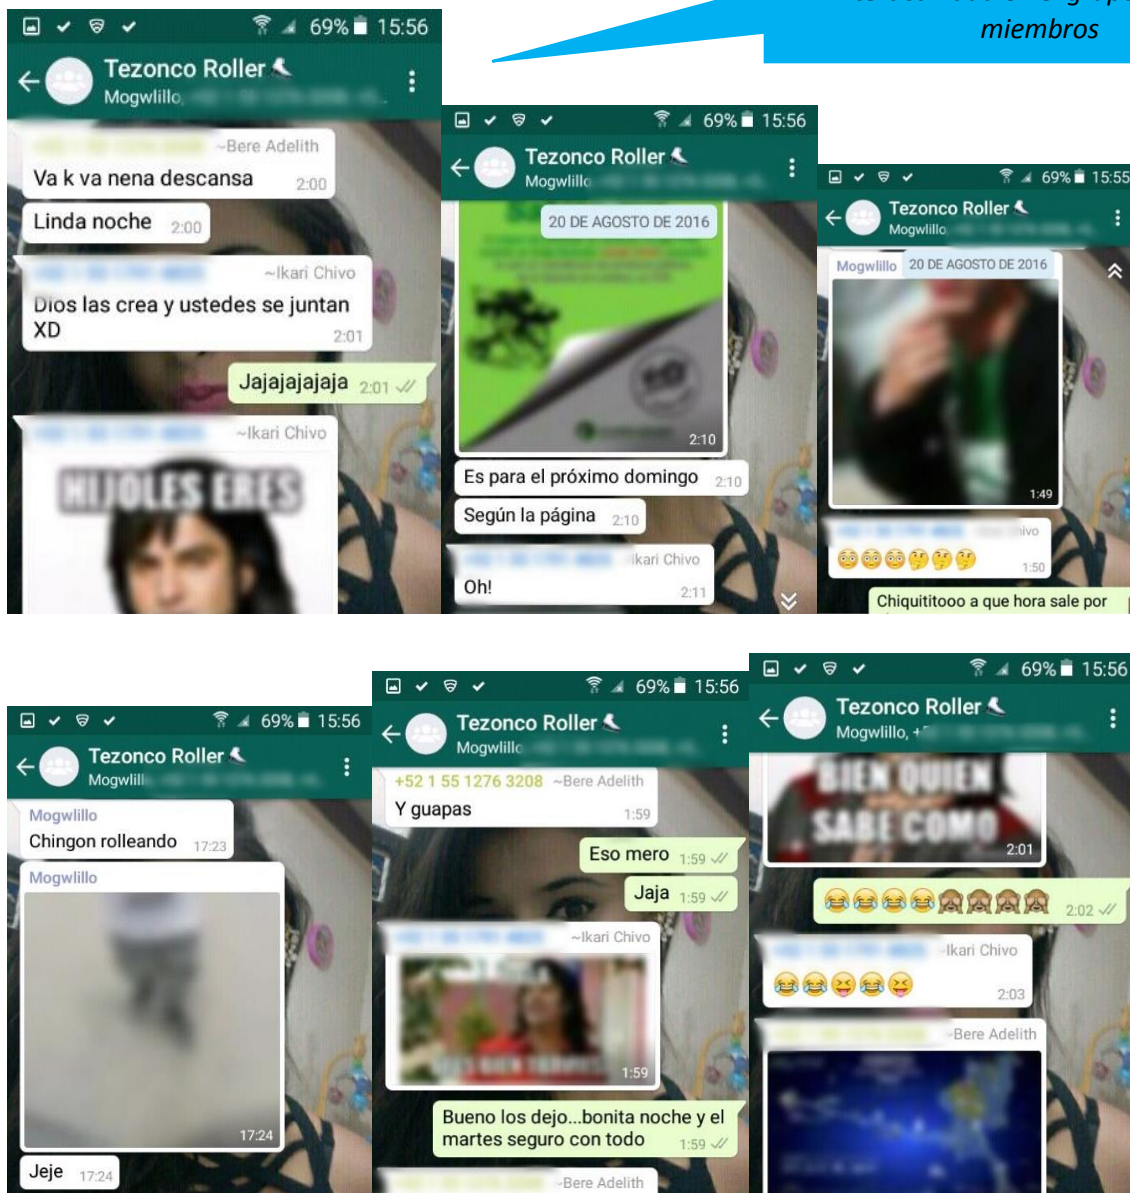 miembros
69% 15:56
Tezonco Roller
Mogwlillo,
~Bere Adelith
Va k va nena descansa 2:00
Linda noche 2:00
~Ikari Chivo
Dios las crea y ustedes se juntan
XD 2:01
Jajajajajaja 2:01
~Ikari Chivo
HIJOLES ERES
69% 15:56
Tezonco Roller
Mogwlillo
20 DE AGOSTO DE 2016
2:10
Es para el próximo domingo 2:10
Según la página 2:10
Ikari Chivo
Oh! 2:11
69% 15:55
Tezonco Roller
Mogwlillo
Mogwlillo 20 DE AGOSTO DE 2016
1:49
1:50
Chiquititooo a que hora sale por
69% 15:56
Tezonco Roller
Mogwlill
Mogwlillo
Chingon rolleando 17:23
Mogwlillo
17:24
Jeje 17:24
69% 15:56
Tezonco Roller
Mogwlillo
+52 1 55 1276 3208 ~Bere Adelith
Y guapas 1:59
Eso mero 1:59
Jaja 1:59
~Ikari Chivo
1:59
Bueno los dejo...bonita noche y el
martes seguro con todo 1:59
-Bere Adelith
69% 15:56
Tezonco Roller
Mogwlillo, +
BIEN QUIEN
SABE COMO
2:01
2:02
-Ikari Chivo
2:03
-Bere Adelith